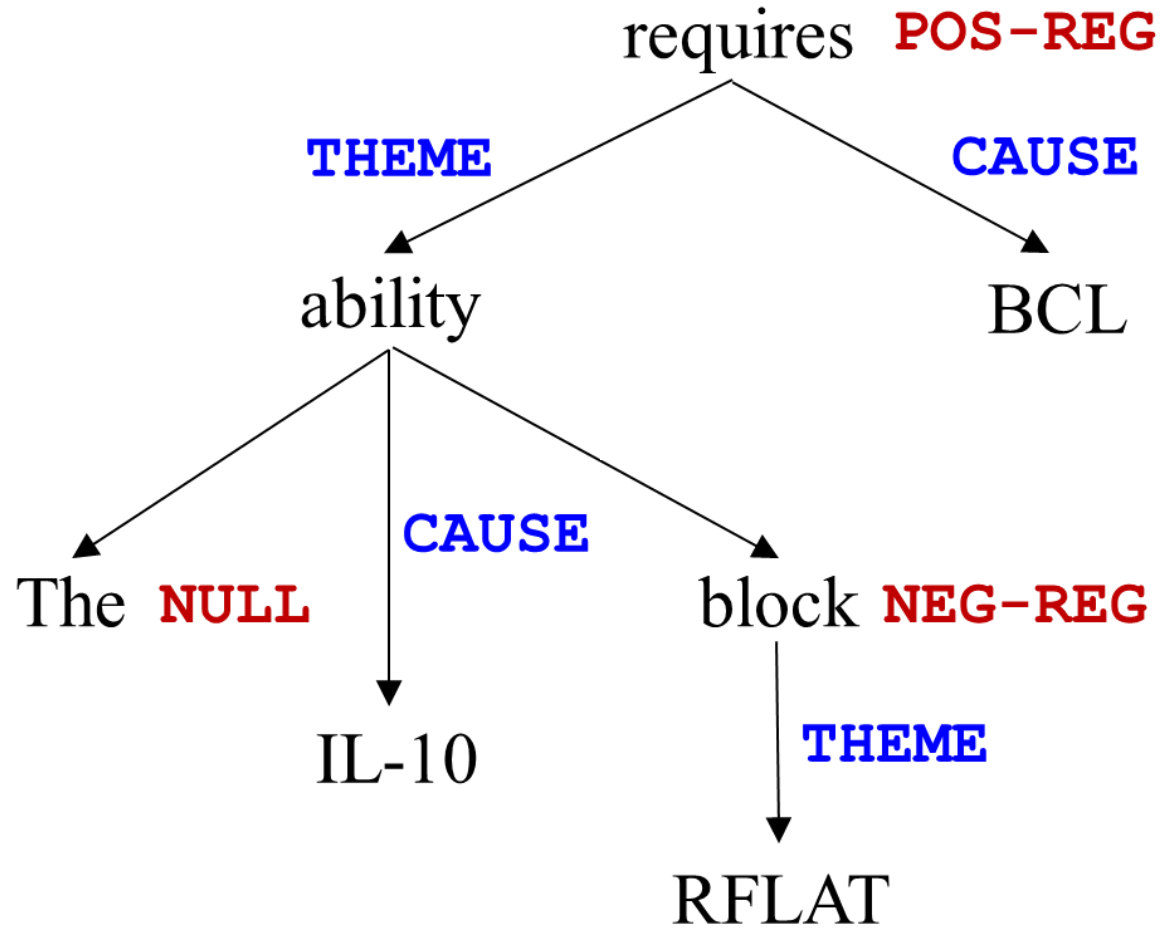 requires POS-REG
THEME
CAUSE
ability
BCL
CAUSE
The NULL
block NEG-REG
IL-10
THEME
RFLAT